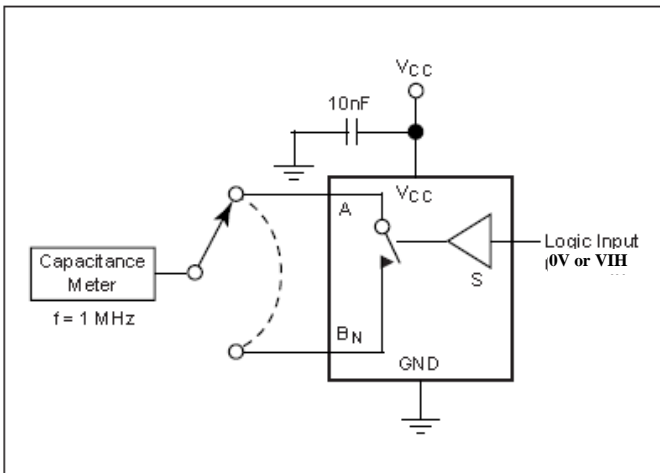 VCC
10nF
VCC
A
Logic Input
(0V or VIH
S
Capacitance
Meter
f = 1 MHz
BN
GND